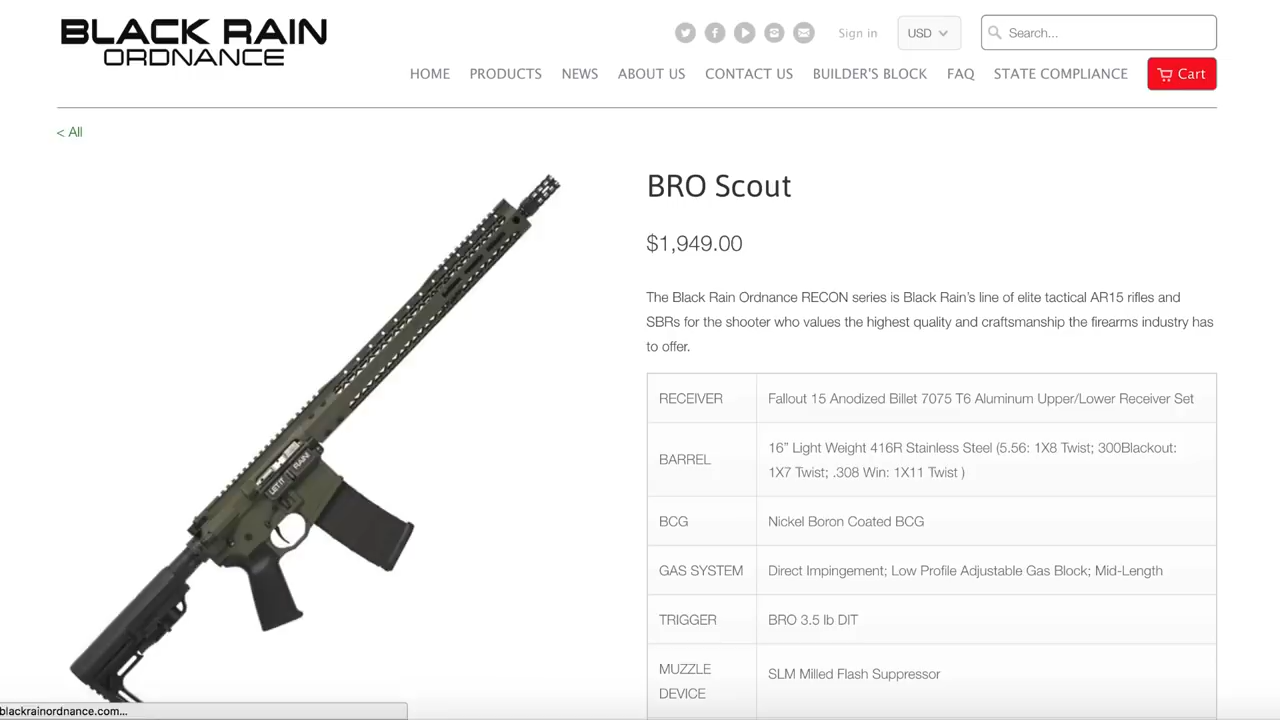 BLACK RAIN
ORDNANCE
Sign in
USD
Search...
HOME PRODUCTS NEWS ABOUT US CONTACT US BUILDER'S BLOCK FAQ STATE COMPLIANCE Cart
< All
BRO Scout
$1,949.00
The Black Rain Ordnance RECON series is Black Rain's line of elite tactical AR15 rifles and
SBRs for the shooter who values the highest quality and craftsmanship the firearms industry has
to offer.
RECEIVER Fallout 15 Anodized Billet 7075 T6 Aluminum Upper/Lower Receiver Set
BARREL 16” Light Weight 416R Stainless Steel (5.56: 1X8 Twist; 300Blackout:
1X7 Twist; .308 Win: 1X11 Twist )
BCG Nickel Boron Coated BCG
GAS SYSTEM Direct Impingement; Low Profile Adjustable Gas Block; Mid-Length
TRIGGER BRO 3.5 lb DIT
MUZZLE
DEVICE SLM Milled Flash Suppressor
LET IT RAIN
blackrainordnance.com...